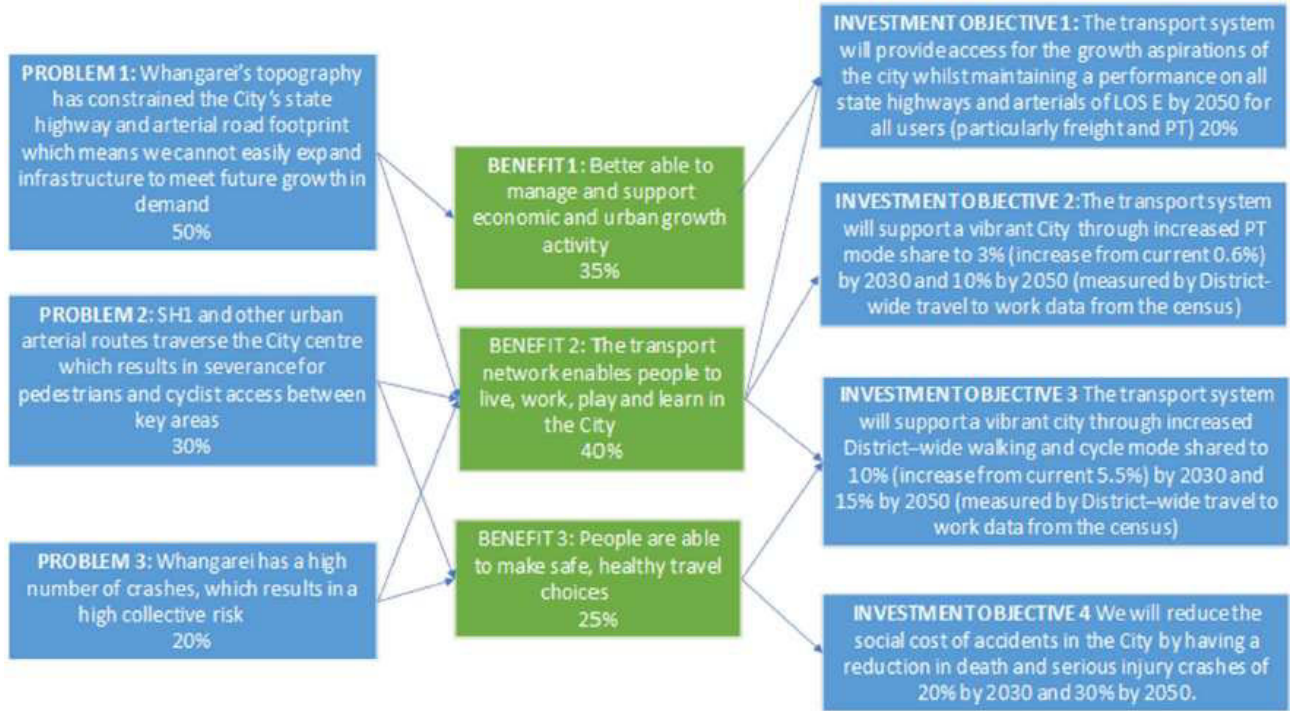 PROBLEM 1: Whangarei's topography
has constrained the City's state
highway and arterial road footprint
which means we cannot easily expand
infrastructure to meet future growth in
demand
50%
PROBLEM 2: SH1 and other urban
arterial routes traverse the City centre
which results in severance for
pedestrians and cyclist access between
key areas
30%
PROBLEM 3: Whangarei has a high
number of crashes, which results in a
high collective risk
20%
BENEFIT 1: Better able to
manage and support
economic and urban growth
activity
35%
BENEFIT 2: The transport
network enables people to
live, work, play and learn in
the City
40%
BENEFIT 3: People are able
to make safe, healthy travel
choices
25%
INVESTMENT OBJECTIVE 1: The transport system
will provide access for the growth aspirations of
the city whilst maintaining a performance on all
state highways and arterials of LOS E by 2050 for
all users (particularly freight and PT) 20%
INVESTMENT OBJECTIVE 2: The transport system
will support a vibrant City through increased PT
mode share to 3% (increase from current 0.6%)
by 2030 and 10% by 2050 (measured by District-
wide travel to work data from the census)
INVESTMENT OBJECTIVE 3 The transport system
will support a vibrant city through increased
District–wide walking and cycle mode shared to
10% (increase from current 5.5%) by 2030 and
15% by 2050 (measured by District–wide travel to
work data from the census)
INVESTMENT OBJECTIVE 4 We will reduce the
social cost of accidents in the City by having a
reduction in death and serious injury crashes of
20% by 2030 and 30% by 2050.